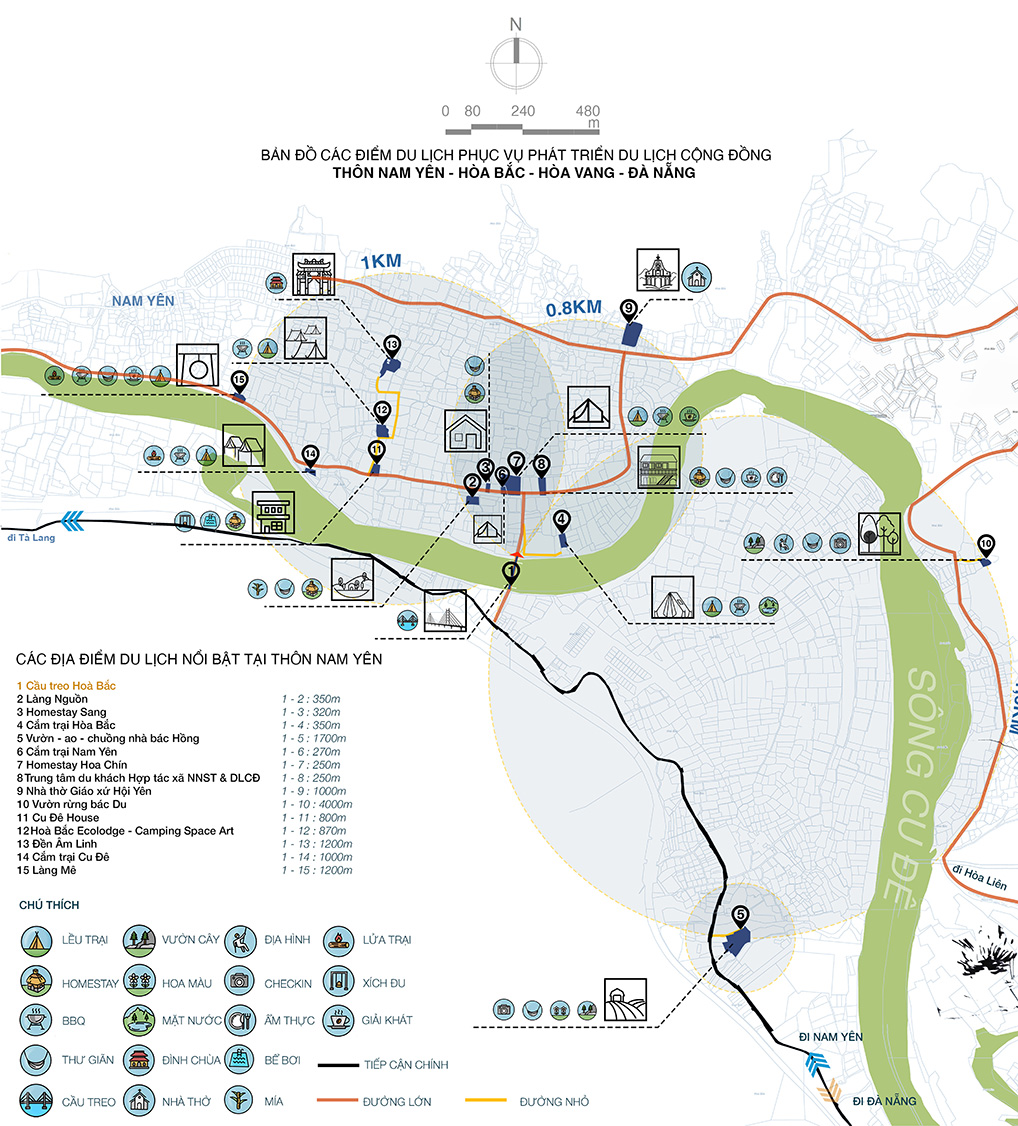 N
0 80 240 480
m
BẢN ĐỒ CÁC ĐIỂM DU LỊCH PHỤC VỤ PHÁT TRIỂN DU LỊCH CỘNG ĐỒNG
THÔN NAM YÊN - HÒA BẮC - HÒA VANG - ĐÀ NẴNG
1KM
0.8KM
NAM YÊN
9
13
15
12
11
14
7
8
3
6
2
4
1
10
đi Tà Lang
SÔNG CU ĐÊ
đi Hòa Liên
5
ĐI NAM YÊN
ĐI ĐÀ NẴNG
CÁC ĐỊA ĐIỂM DU LỊCH NỔI BẬT TẠI THÔN NAM YÊN
1 Cầu treo Hoà Bắc
2 Làng Nguồn 1 - 2 : 350m
3 Homestay Sang 1 - 3 : 320m
4 Cắm trại Hòa Bắc 1 - 4 : 350m
5 Vườn - ao - chuồng nhà bác Hồng 1 - 5 : 1700m
6 Cắm trại Nam Yên 1 - 6 : 270m
7 Homestay Hoa Chín 1 - 7 : 250m
8 Trung tâm du khách Hợp tác xã NNST & DLCĐ 1 - 8 : 250m
9 Nhà thờ Giáo xứ Hội Yên 1 - 9 : 1000m
10 Vườn rừng bác Du 1 - 10 : 4000m
11 Cu Đê House 1 - 11 : 800m
12 Hoà Bắc Ecolodge - Camping Space Art 1 - 12 : 870m
13 Đền Âm Linh 1 - 13 : 1200m
14 Cắm trại Cu Đê 1 - 14 : 1000m
15 Làng Mê 1 - 15 : 1200m
CHÚ THÍCH
LỀU TRẠI VƯỜN CÂY ĐỊA HÌNH LỬA TRẠI
HOMESTAY HOA MÀU CHECKIN XÍCH ĐU
BBQ MẶT NƯỚC ẨM THỰC GIẢI KHÁT
THƯ GIÃN ĐÌNH CHÙA BỂ BƠI TIẾP CẬN CHÍNH
CẦU TREO NHÀ THỜ MÍA ĐƯỜNG LỚN ĐƯỜNG NHỎ